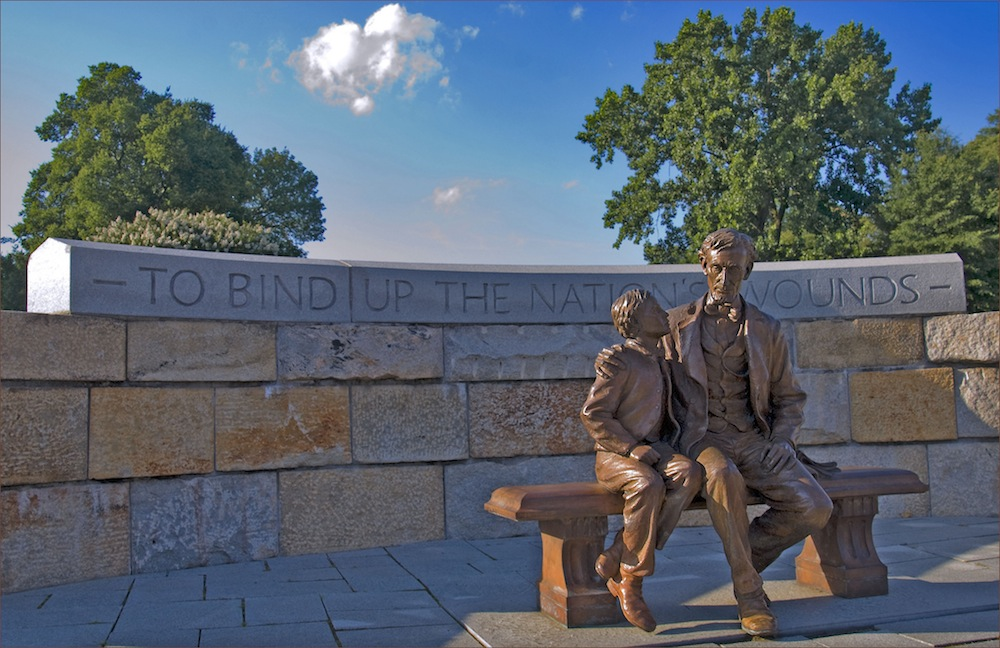 - TO BIND UP THE NATION'S WOUNDS -